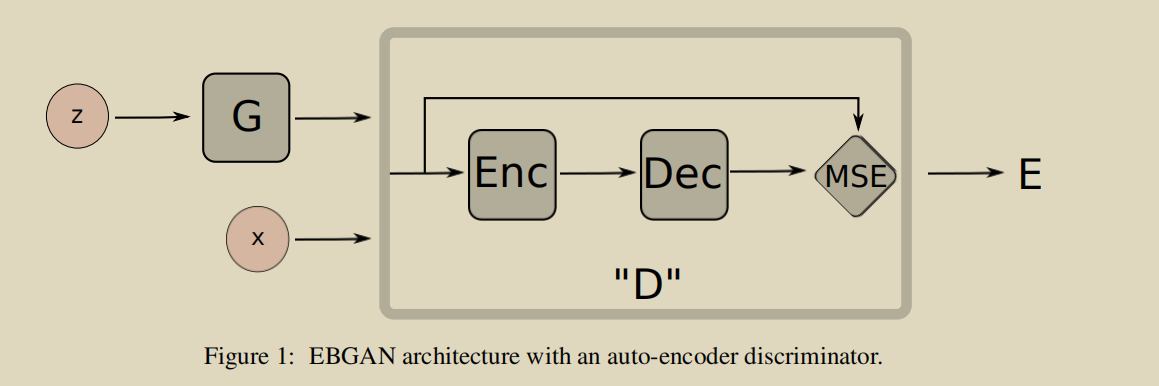 z
G
x
Enc
Dec
MSE
E
"D"
Figure 1: EBGAN architecture with an auto-encoder discriminator.